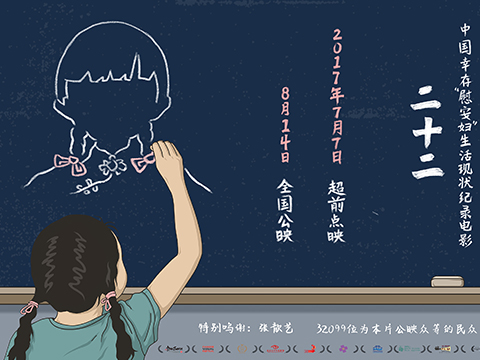 中国幸存“慰安妇”生活现状纪录电影
二十二
2017年7月7日 超前点映
8月14日 全国公映
特别鸣谢：张歆艺 32099位为本片公映众筹的民众